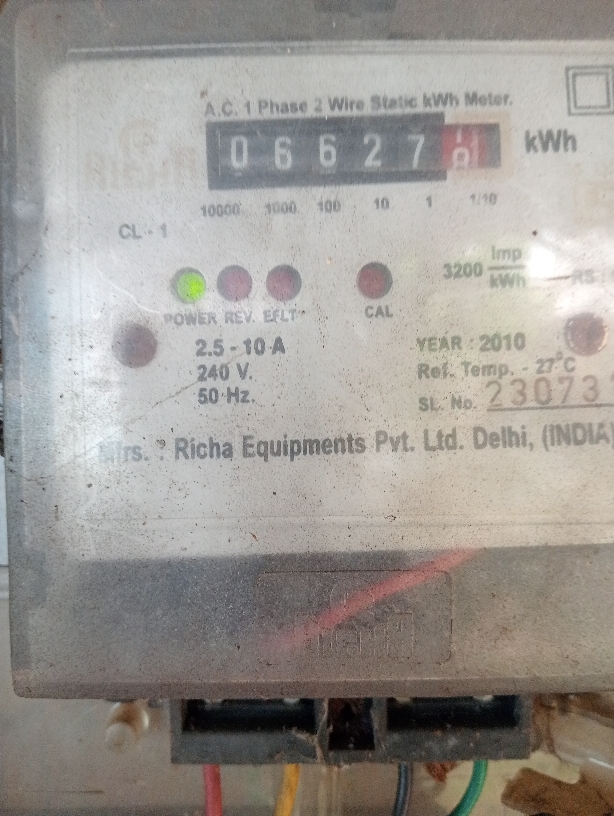 A.C. 1 Phase 2 Wire Static kWh Meter.
0 6 6 2 7 kWh
10000 1000 100 10 1 1/10
CL - 1
3200 Imp
kWh
RS
POWER REV. EFLT CAL
2.5 - 10 A
240 V.
50 Hz.
YEAR : 2010
Ref. Temp. - 27°C
SL. No. 23073
Mfrs. : Richa Equipments Pvt. Ltd. Delhi, (INDIA)